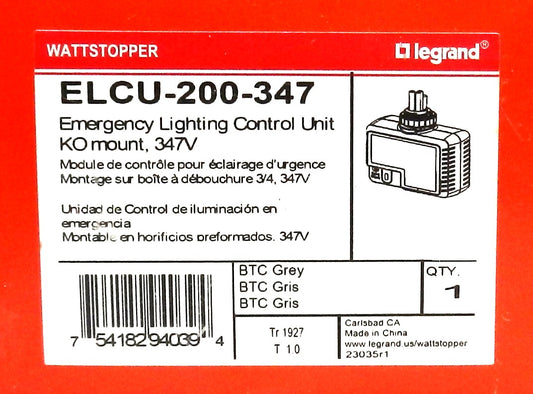 WATTSTOPPER
legrand®
ELCU-200-347
Emergency Lighting Control Unit
KO mount, 347V
Module de contrôle pour éclairage d'urgence
Montage sur boîte à débouchure 3/4, 347V
Unidad de Control de iluminación en
emergencia
Montable en horificios preformados. 347V
BTC Grey
BTC Gris
BTC Gris
QTY.
1
7 54182 94039 4
Tr 1927
T 10
Carlsbad CA
Made in China
www.legrand.us/wattstopper
23035r1